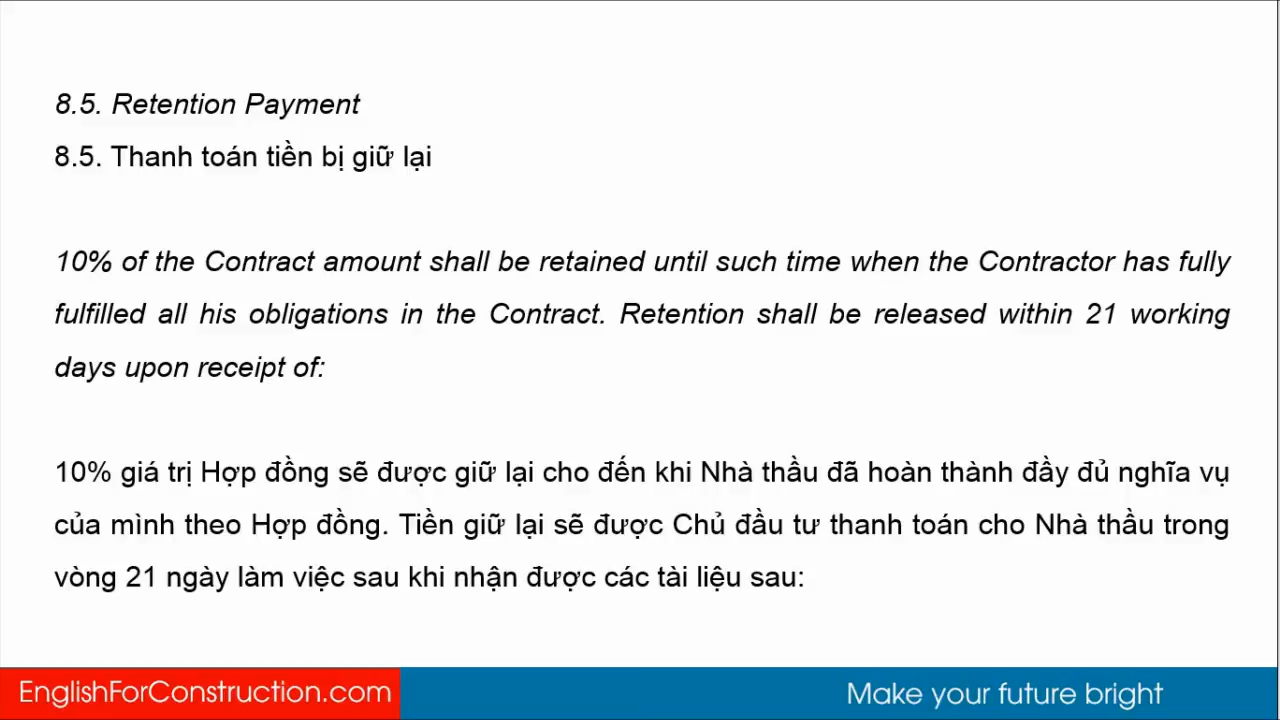 8.5. Retention Payment
8.5. Thanh toán tiền bị giữ lại
10% of the Contract amount shall be retained until such time when the Contractor has fully
fulfilled all his obligations in the Contract. Retention shall be released within 21 working
days upon receipt of:
10% giá trị Hợp đồng sẽ được giữ lại cho đến khi Nhà thầu đã hoàn thành đầy đủ nghĩa vụ
của mình theo Hợp đồng. Tiền giữ lại sẽ được Chủ đầu tư thanh toán cho Nhà thầu trong
vòng 21 ngày làm việc sau khi nhận được các tài liệu sau:
EnglishForConstruction.com
Make your future bright